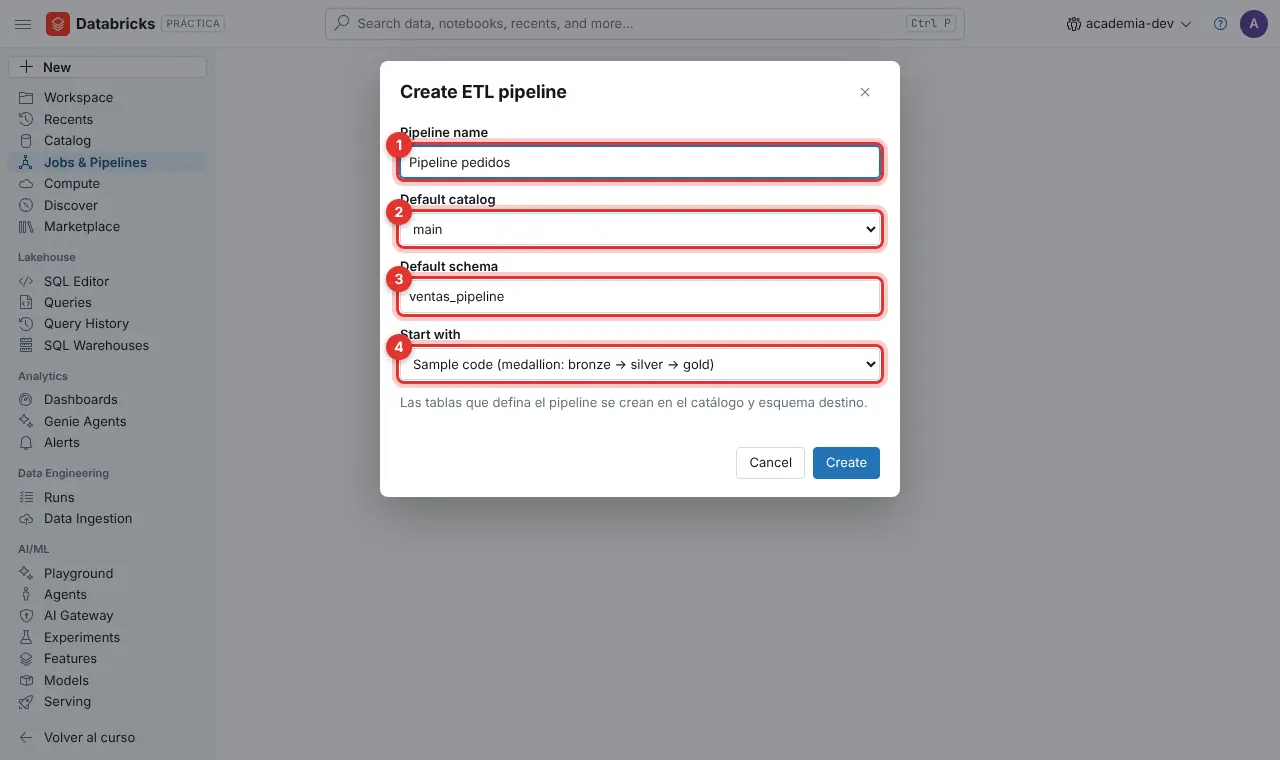 Databricks PRÁCTICA
Search data, notebooks, recents, and more... Ctrl P
academia-dev
?
A
New
Workspace
Recents
Catalog
Jobs & Pipelines
Compute
Discover
Marketplace
Lakehouse
SQL Editor
Queries
Query History
SQL Warehouses
Analytics
Dashboards
Genie Agents
Alerts
Data Engineering
Runs
Data Ingestion
AI/ML
Playground
Agents
AI Gateway
Experiments
Features
Models
Serving
Volver al curso
Create ETL pipeline
Pipeline name
1
Pipeline pedidos
Default catalog
2
main
Default schema
3
ventas_pipeline
Start with
4
Sample code (medallion: bronze → silver → gold)
Las tablas que defina el pipeline se crean en el catálogo y esquema destino.
Cancel
Create